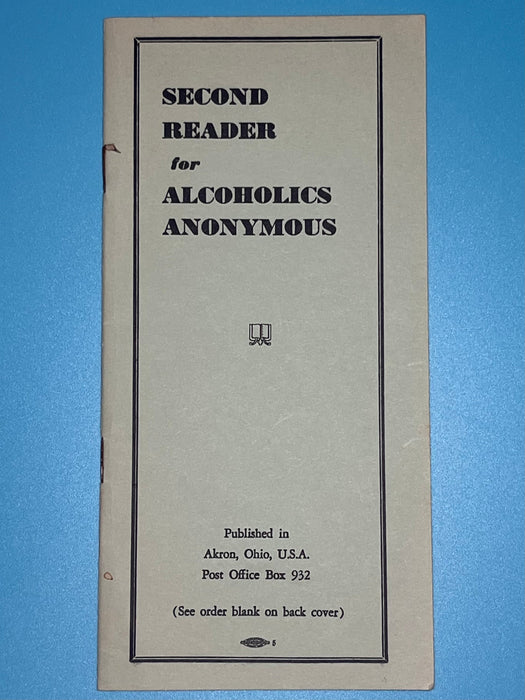 SECOND
READER
for
ALCOHOLICS
ANONYMOUS
Published in
Akron, Ohio, U.S.A.
Post Office Box 932
(See order blank on back cover)
5